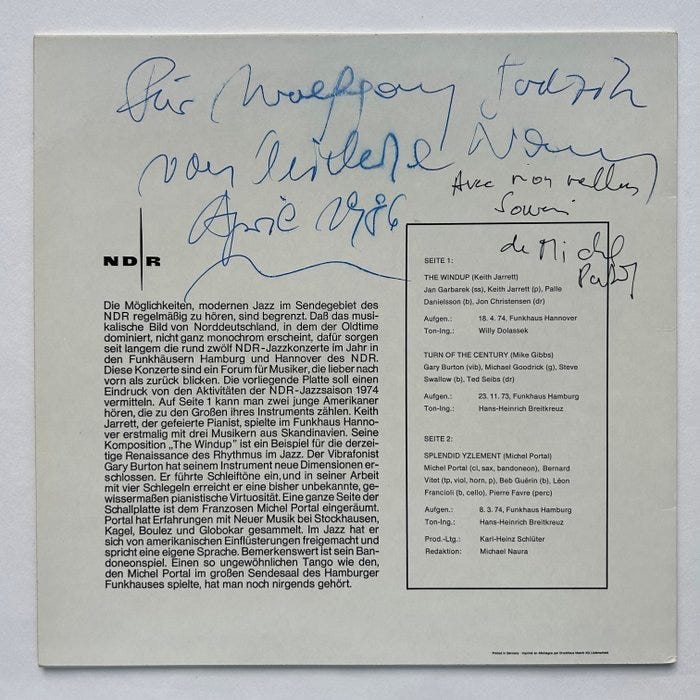 Für Wolfgang
von Michael Naura
April 1986
Avec mon
de Michel
Portal
NDR
Die Möglichkeiten, modernen Jazz im Sendegebiet des
NDR regelmäßig zu hören, sind begrenzt. Daß das musi-
kalische Bild von Norddeutschland, in dem der Oldtime
dominiert, nicht ganz monochrom erscheint, dafür sorgen
seit langem die rund zwölf NDR-Jazzkonzerte im Jahr in
den Funkhäusern Hamburg und Hannover des NDR.
Diese Konzerte sind ein Forum für Musiker, die lieber nach
vorn als zurück blicken. Die vorliegende Platte soll einen
Eindruck von den Aktivitäten der NDR-Jazzsaison 1974
vermitteln. Auf Seite 1 kann man zwei junge Amerikaner
hören, die zu den Großen ihres Instruments zählen. Keith
Jarrett, der gefeierte Pianist, spielte im Funkhaus Hanno-
ver erstmalig mit drei Musikern aus Skandinavien. Seine
Komposition „The Windup" ist ein Beispiel für die derzei-
tige Renaissance des Rhythmus im Jazz. Der Vibrafonist
Gary Burton hat seinem Instrument neue Dimensionen er-
schlossen. Er führte Schleiftöne ein, und in seiner Arbeit
mit vier Schlegeln erreicht er eine bisher unbekannte, ge-
wissermaßen pianistische Virtuosität. Eine ganze Seite der
Schallplatte ist dem Franzosen Michel Portal eingeräumt.
Portal hat Erfahrungen mit Neuer Musik bei Stockhausen,
Kagel, Boulez und Globokar gesammelt. Im Jazz hat er
sich von amerikanischen Einflüsterungen freigemacht und
spricht eine eigene Sprache. Bemerkenswert ist sein Ban-
doneonspiel. Einen so ungewöhnlichen Tango wie den,
den Michel Portal im großen Sendesaal des Hamburger
Funkhauses spielte, hat man noch nirgends gehört.
SEITE 1:
THE WINDUP (Keith Jarrett)
Jan Garbarek (ss), Keith Jarrett (p), Palle
Danielsson (b), Jon Christensen (dr)
Aufgen.: 18. 4. 74, Funkhaus Hannover
Ton-Ing.: Willy Dolassek
TURN OF THE CENTURY (Mike Gibbs)
Gary Burton (vib), Michael Goodrick (g), Steve
Swallow (b), Ted Seibs (dr)
Aufgen.: 23. 11. 73, Funkhaus Hamburg
Ton-Ing.: Hans-Heinrich Breitkreuz
SEITE 2:
SPLENDID YZLEMENT (Michel Portal)
Michel Portal (cl, sax, bandoneon), Bernard
Vitet (tp, viol, horn, p), Beb Guérin (b), Léon
Francioli (b, cello), Pierre Favre (perc)
Aufgen.: 8. 3. 74, Funkhaus Hamburg
Ton-Ing.: Hans-Heinrich Breitkreuz
Prod.-Ltg.: Karl-Heinz Schlüter
Redaktion: Michael Naura